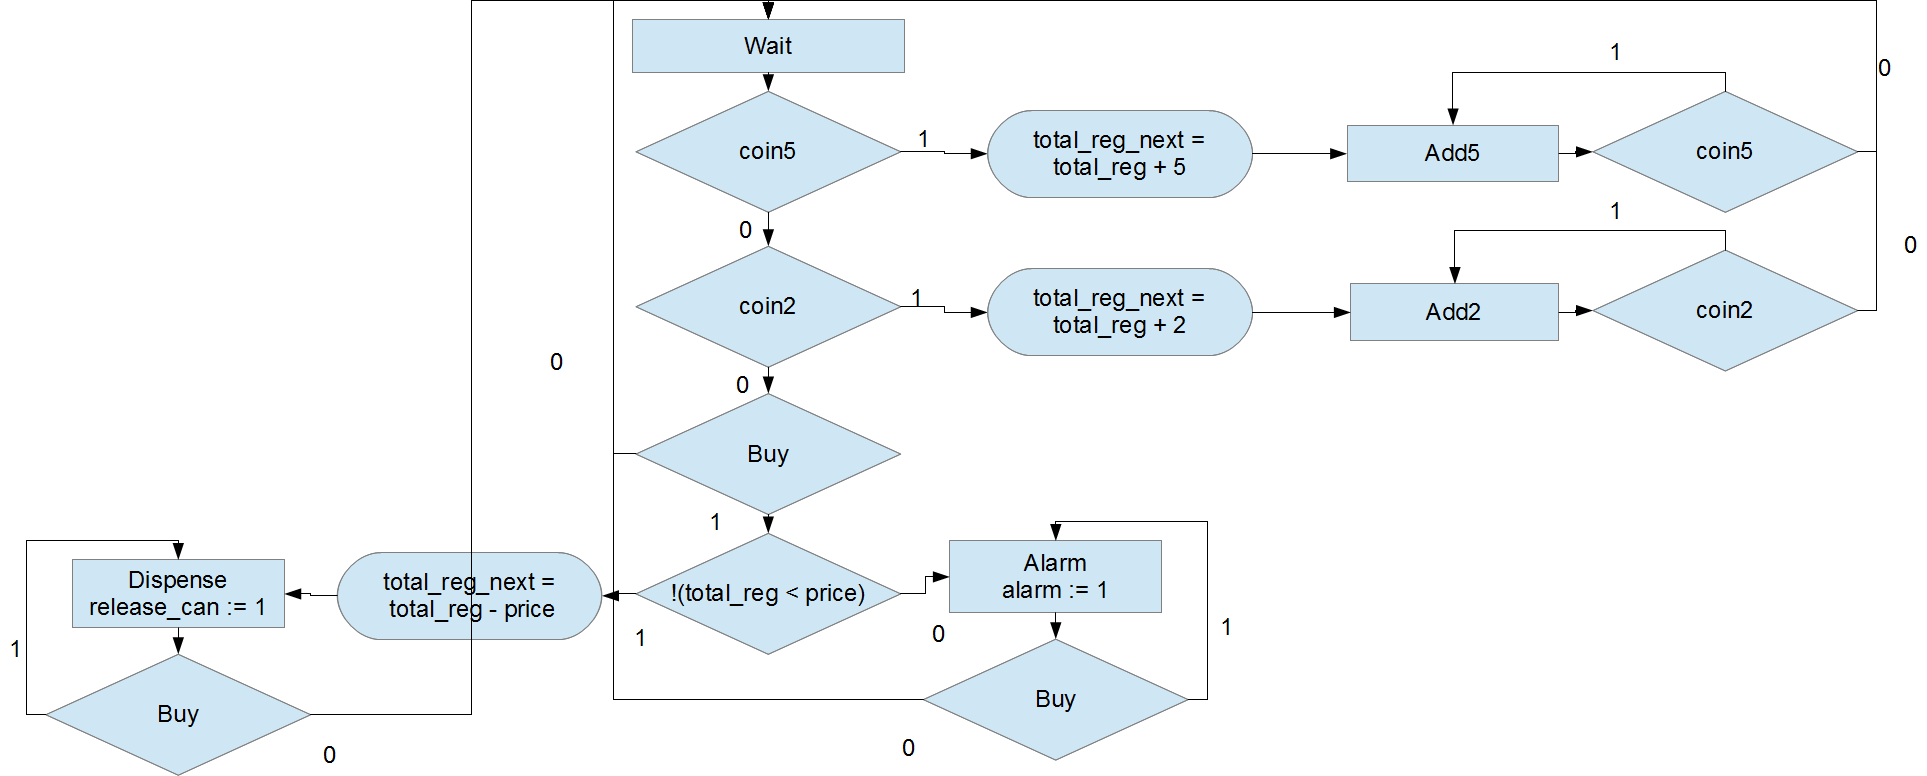 Wait
1
0
coin5
1
total_reg_next =
total_reg + 5
Add5
coin5
0
1
0
coin2
1
total_reg_next =
total_reg + 2
Add2
coin2
0
0
Buy
1
Dispense
release_can := 1
total_reg_next =
total_reg - price
!(total_reg < price)
Alarm
alarm := 1
1
1
0
1
Buy
0
Buy
0